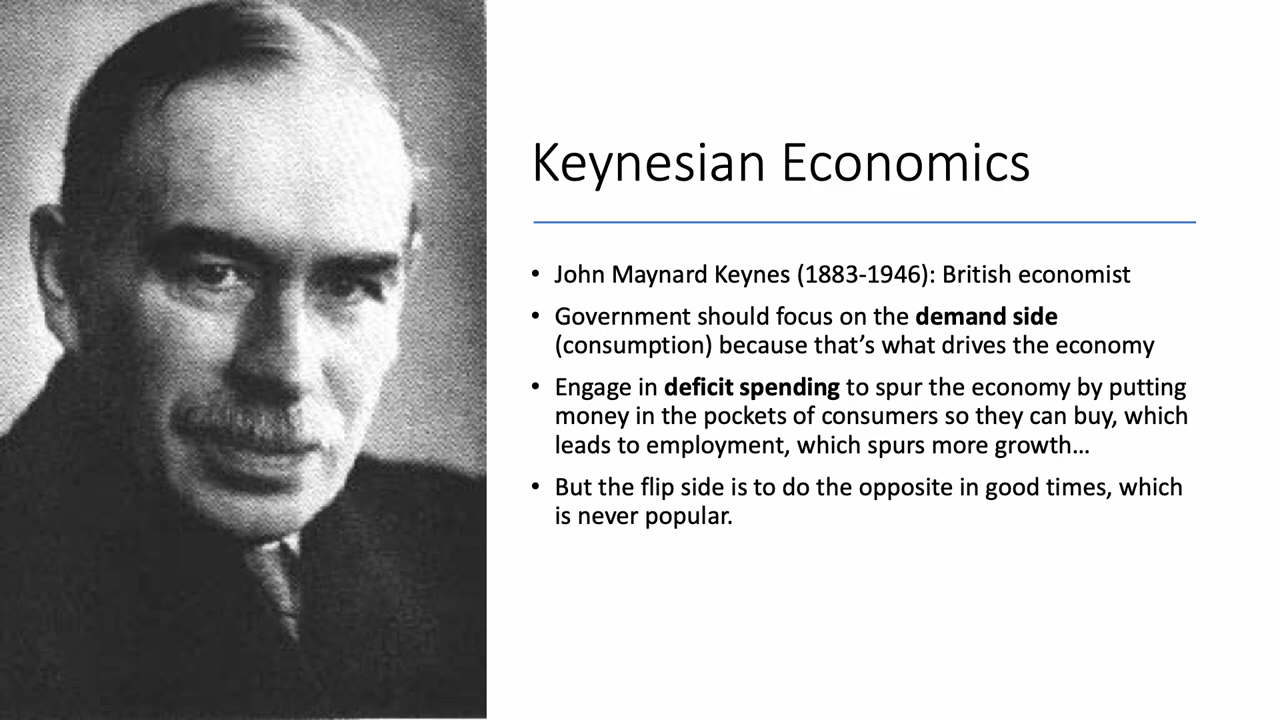 Keynesian Economics
• John Maynard Keynes (1883-1946): British economist
• Government should focus on the demand side
(consumption) because that’s what drives the economy
• Engage in deficit spending to spur the economy by putting
money in the pockets of consumers so they can buy, which
leads to employment, which spurs more growth…
• But the flip side is to do the opposite in good times, which
is never popular.